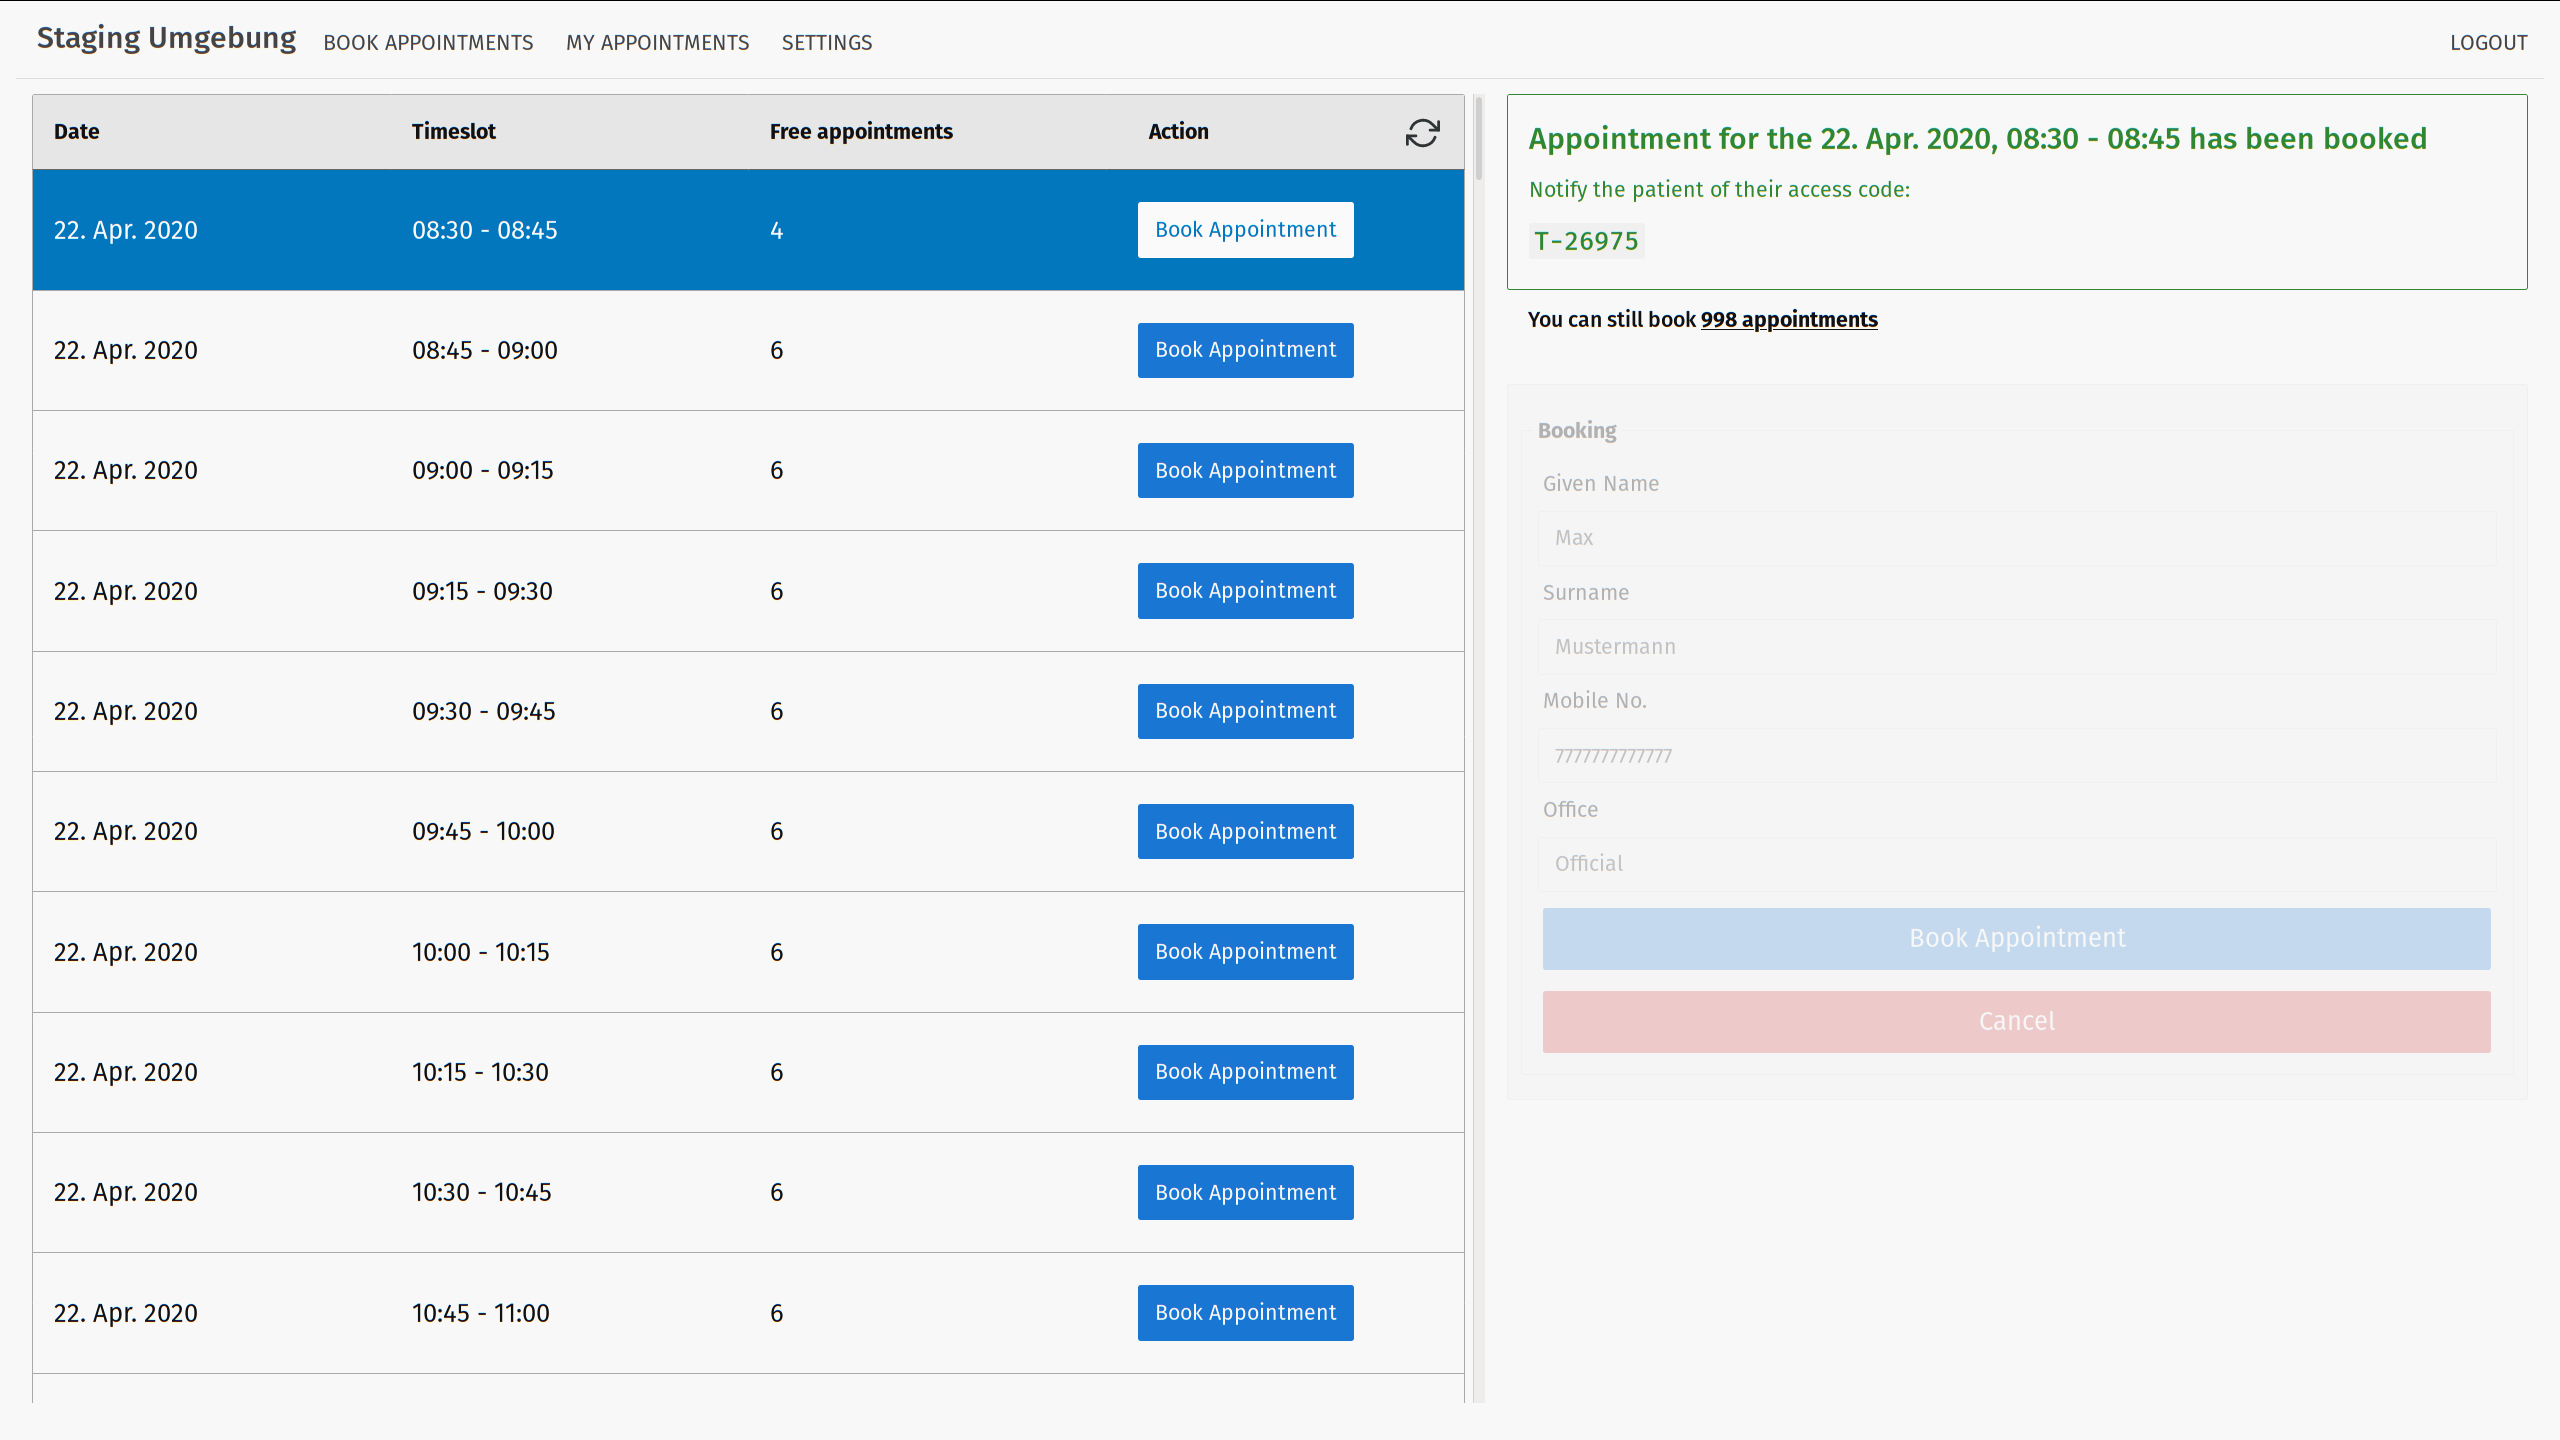 Staging Umgebung BOOK APPOINTMENTS MY APPOINTMENTS SETTINGS LOGOUT
Date Timeslot Free appointments Action
22. Apr. 2020 08:30 - 08:45 4 Book Appointment
22. Apr. 2020 08:45 - 09:00 6 Book Appointment
22. Apr. 2020 09:00 - 09:15 6 Book Appointment
22. Apr. 2020 09:15 - 09:30 6 Book Appointment
22. Apr. 2020 09:30 - 09:45 6 Book Appointment
22. Apr. 2020 09:45 - 10:00 6 Book Appointment
22. Apr. 2020 10:00 - 10:15 6 Book Appointment
22. Apr. 2020 10:15 - 10:30 6 Book Appointment
22. Apr. 2020 10:30 - 10:45 6 Book Appointment
22. Apr. 2020 10:45 - 11:00 6 Book Appointment
Appointment for the 22. Apr. 2020, 08:30 - 08:45 has been booked
Notify the patient of their access code:
T-26975
You can still book 998 appointments
Booking
Given Name
Max
Surname
Mustermann
Mobile No.
7777777777777
Office
Official
Book Appointment
Cancel